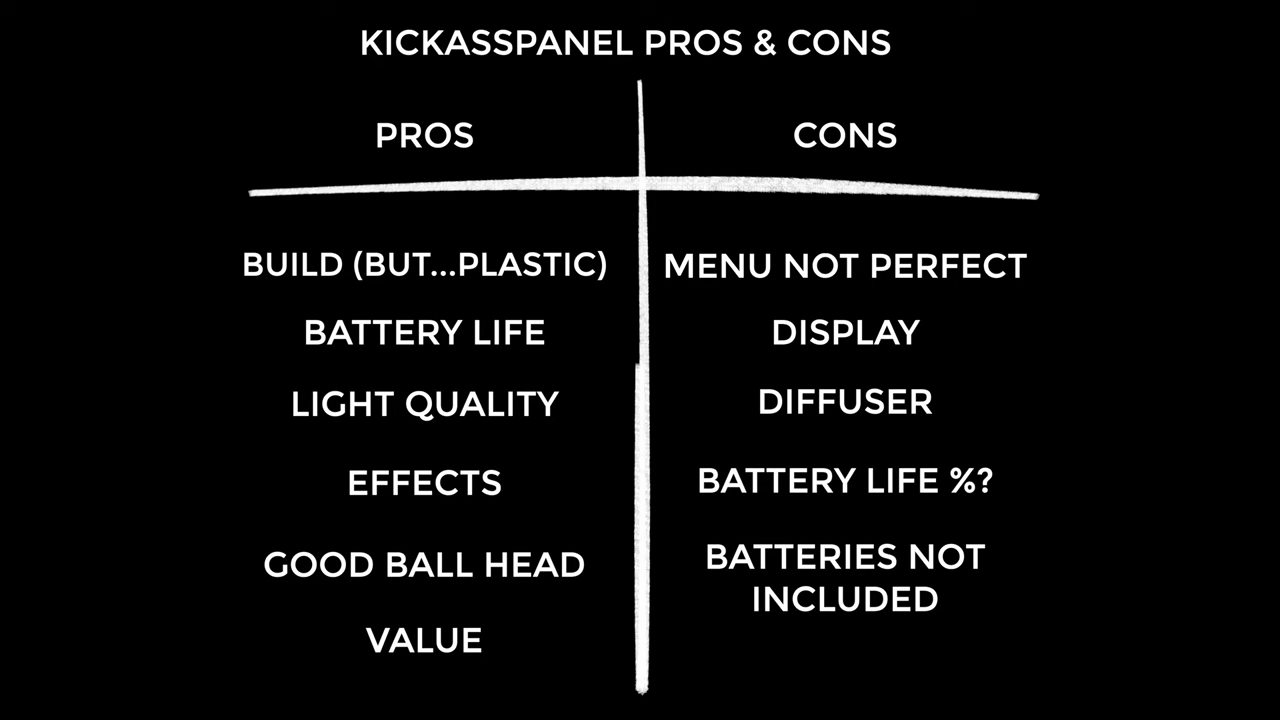 KICKASSPANEL PROS & CONS
PROS
CONS
BUILD (BUT...PLASTIC)
BATTERY LIFE
LIGHT QUALITY
EFFECTS
GOOD BALL HEAD
VALUE
MENU NOT PERFECT
DISPLAY
DIFFUSER
BATTERY LIFE %?
BATTERIES NOT
INCLUDED